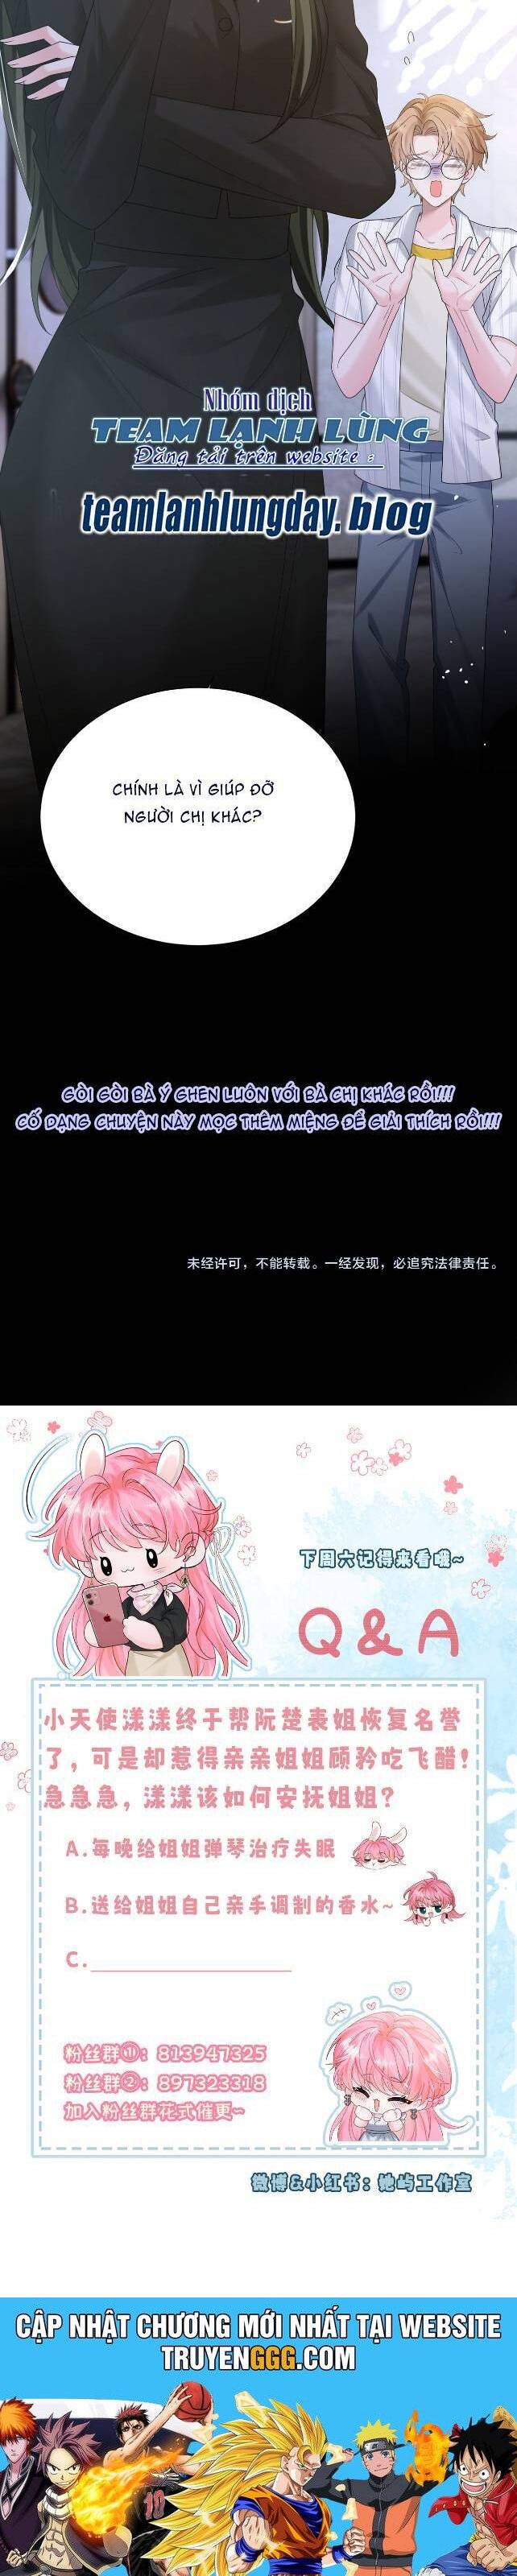 Nhóm dịch
TEAM LẠNH LÙNG
Đăng tải trên website :
teamlanhlungday.blog
CHÍNH LÀ VÌ GIÚP ĐỠ
NGƯỜI CHỊ KHÁC?
GÒI GÒI BÀ Ý GHEN LUÔN VỚI BÀ CHỊ KHÁC RỒI!!!
CỐ DẠNG CHUYỆN NÀY MỌC THÊM MIỆNG ĐỂ GIẢI THÍCH RỒI!!!
未经许可，不能转载。一经发现，必追究法律责任。
下周六记得来看哦~
Q&A
小天使漾漾终于帮阮楚表姐恢复名誉
了，可是却惹得亲亲姐姐顾矜吃飞醋！
急急急，漾漾该如何安抚姐姐？
A.每晚给姐姐弹琴治疗失眠
B.送给姐姐自己亲手调制的香水~
C.
粉丝群①：813947325
粉丝群②：897323318
加入粉丝群花式催更~
微博&小红书：她屿工作室
CẬP NHẬT CHƯƠNG MỚI NHẤT TẠI WEBSITE
TRUYENGGG.COM
10